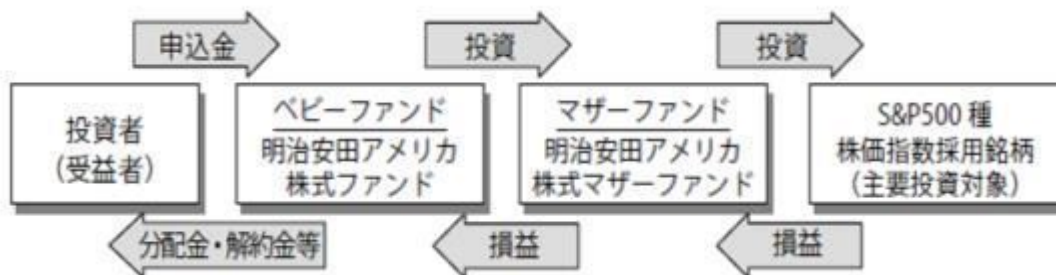 申込金
投資
投資
投資者
(受益者)
ベビーファンド
明治安田アメリカ
株式ファンド
マザーファンド
明治安田アメリカ
株式マザーファンド
S&P500 種
株価指数採用銘柄
(主要投資対象)
分配金・解約金等
損益
損益